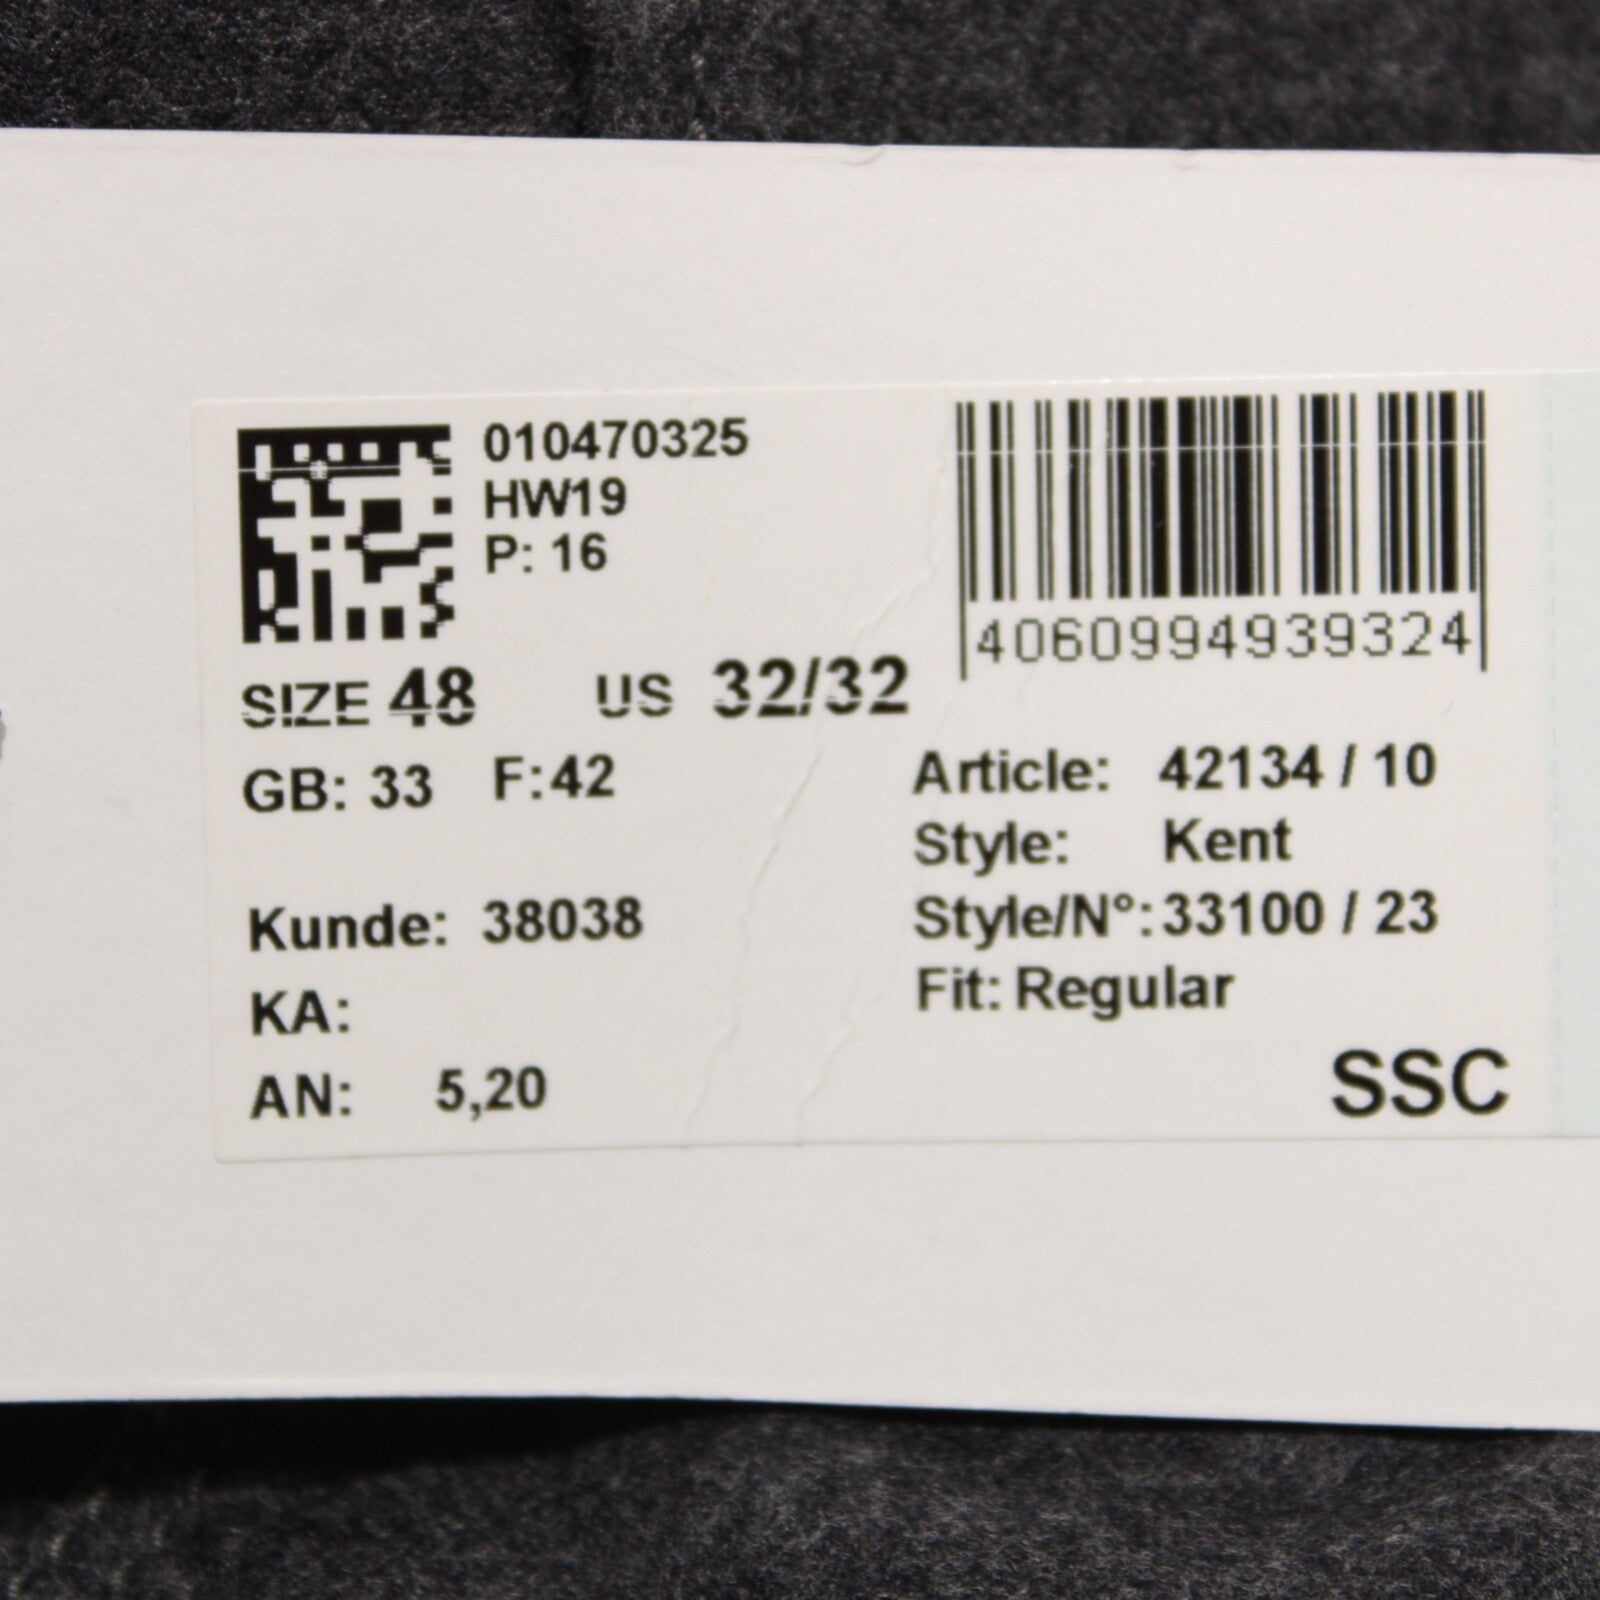 010470325
HW19
P: 16
4060994939324
SIZE 48 US 32/32
GB: 33 F:42
Article: 42134 / 10
Style: Kent
Kunde: 38038
Style/N°:33100 / 23
KA:
Fit: Regular
AN: 5,20
SSC